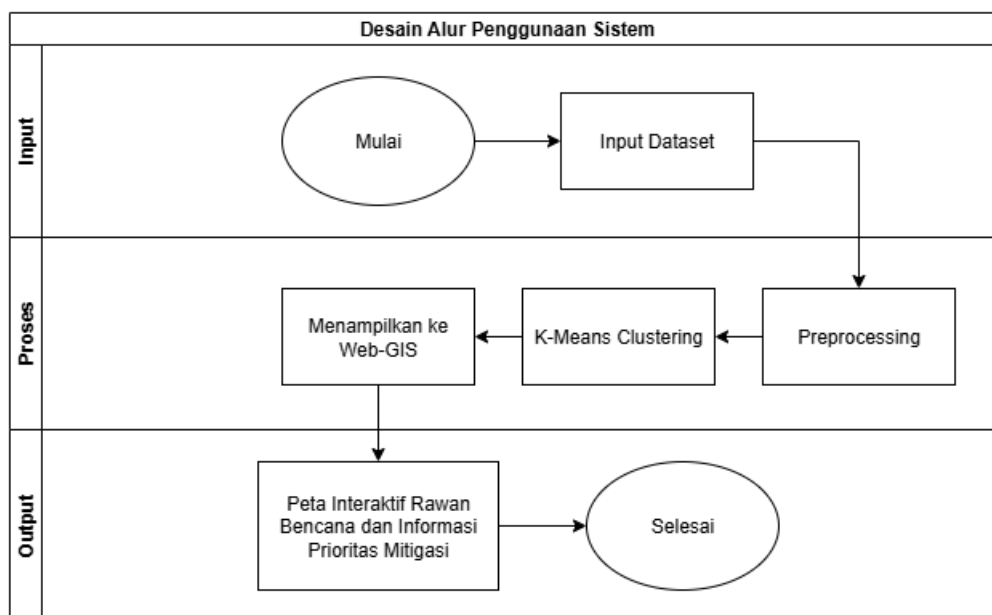 Desain Alur Penggunaan Sistem
Input
Mulai
Input Dataset
Proses
Menampilkan ke
Web-GIS
K-Means Clustering
Preprocessing
Output
Peta Interaktif Rawan
Bencana dan Informasi
Prioritas Mitigasi
Selesai